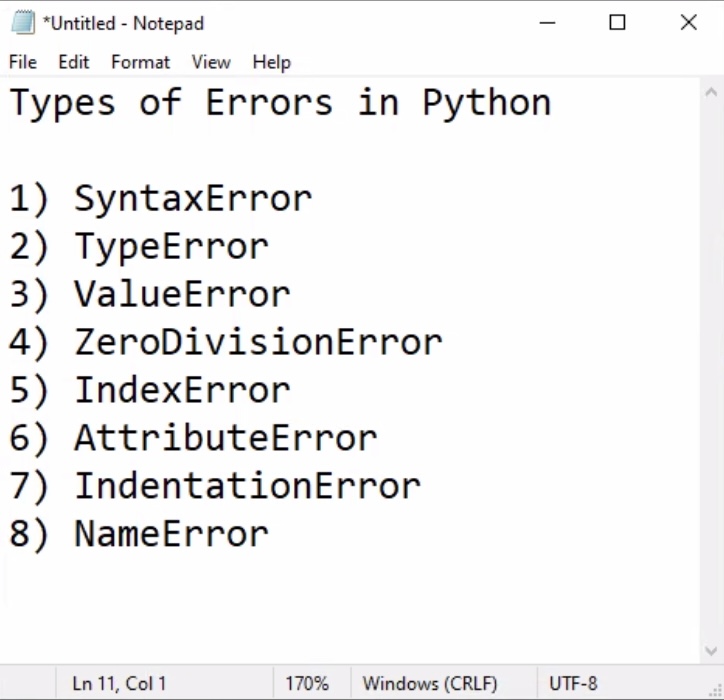 *Untitled - Notepad
File Edit Format View Help
Types of Errors in Python
1) SyntaxError
2) TypeError
3) ValueError
4) ZeroDivisionError
5) IndexError
6) AttributeError
7) IndentationError
8) NameError
Ln 11, Col 1 170% Windows (CRLF) UTF-8